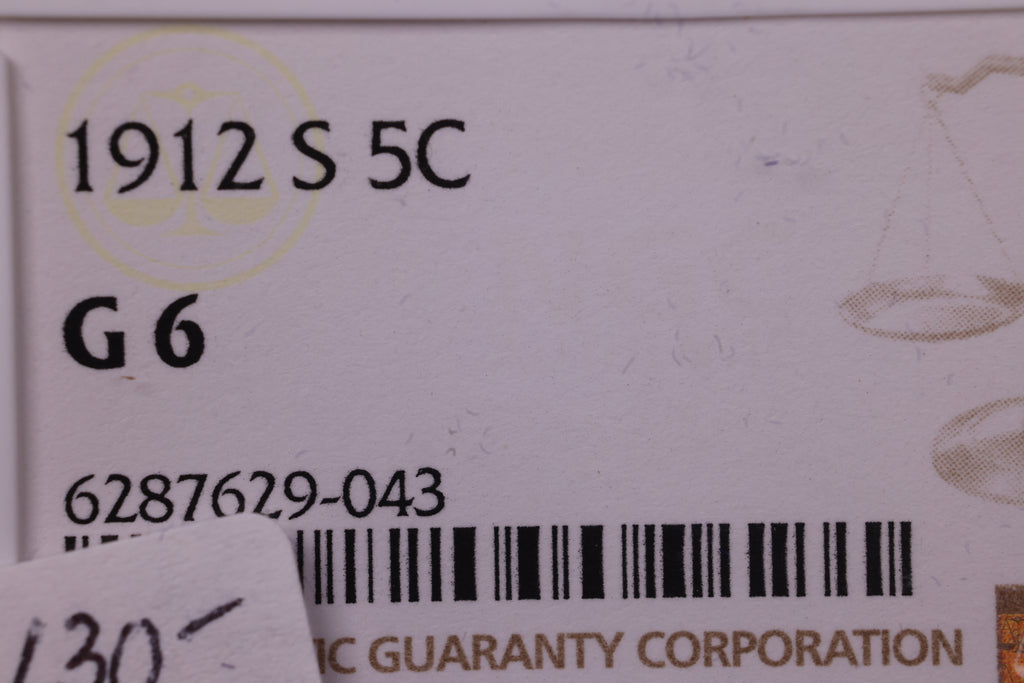 1912 S 5C
G 6
6287629-043
130-
IC GUARANTY CORPORATION